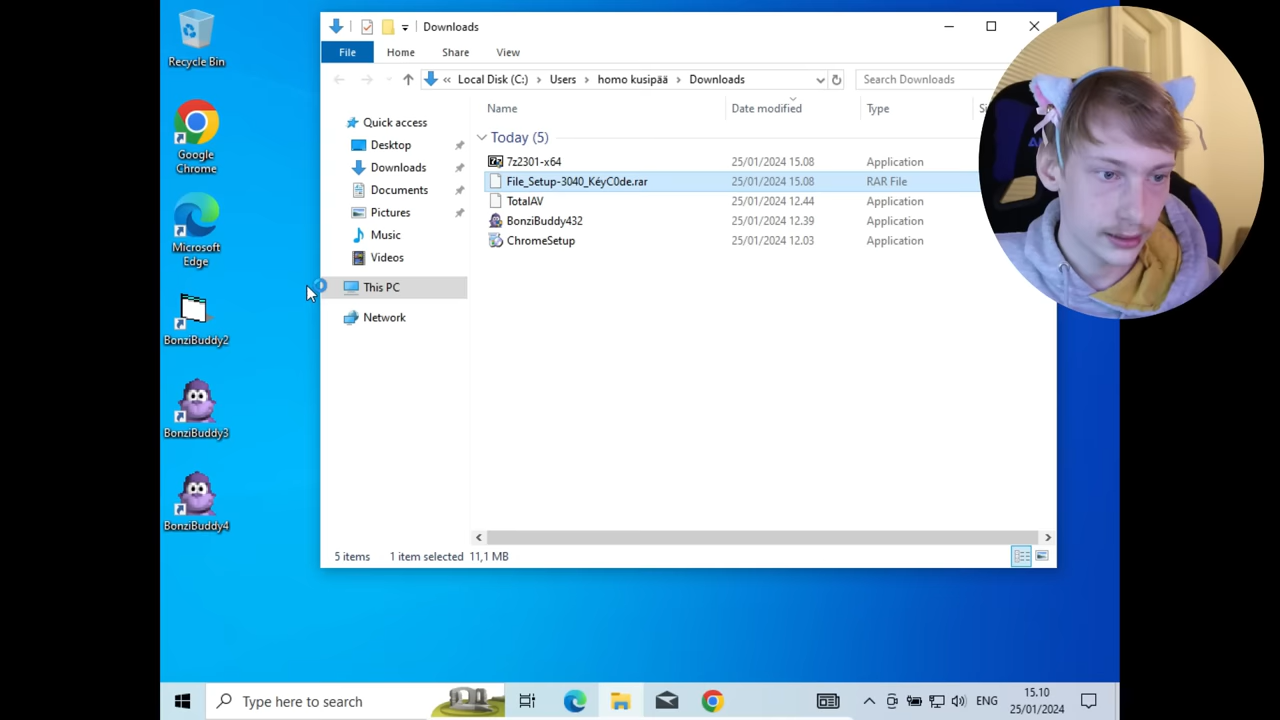 Downloads
File
Home
Share
View
« Local Disk (C:) > Users > homo kusipää > Downloads
Search Downloads
Name
Date modified
Type
Today (5)
7z2301-x64 25/01/2024 15.08 Application
File_Setup-3040_KéyC0de.rar 25/01/2024 15.08 RAR File
TotalAV 25/01/2024 12.44 Application
BonziBuddy432 25/01/2024 12.39 Application
ChromeSetup 25/01/2024 12.03 Application
Quick access
Desktop
Downloads
Documents
Pictures
Music
Videos
This PC
Network
5 items 1 item selected 11,1 MB
Recycle Bin
Google
Chrome
Microsoft
Edge
BonziBuddy2
BonziBuddy3
BonziBuddy4
Type here to search
ENG
15.10
25/01/2024